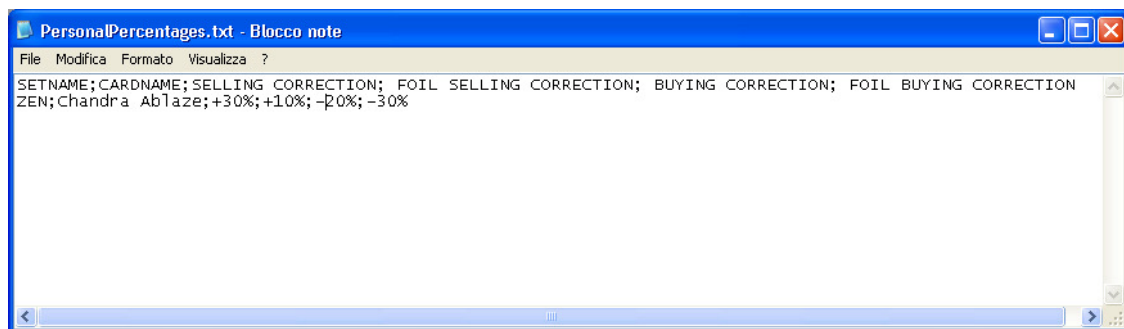 PersonalPercentages.txt - Blocco note
File Modifica Formato Visualizza ?
SETNAME;CARDNAME;SELLING CORRECTION; FOIL SELLING CORRECTION; BUYING CORRECTION; FOIL BUYING CORRECTION
ZEN;Chandra Ablaze;+30%;+10%;-20%;-30%